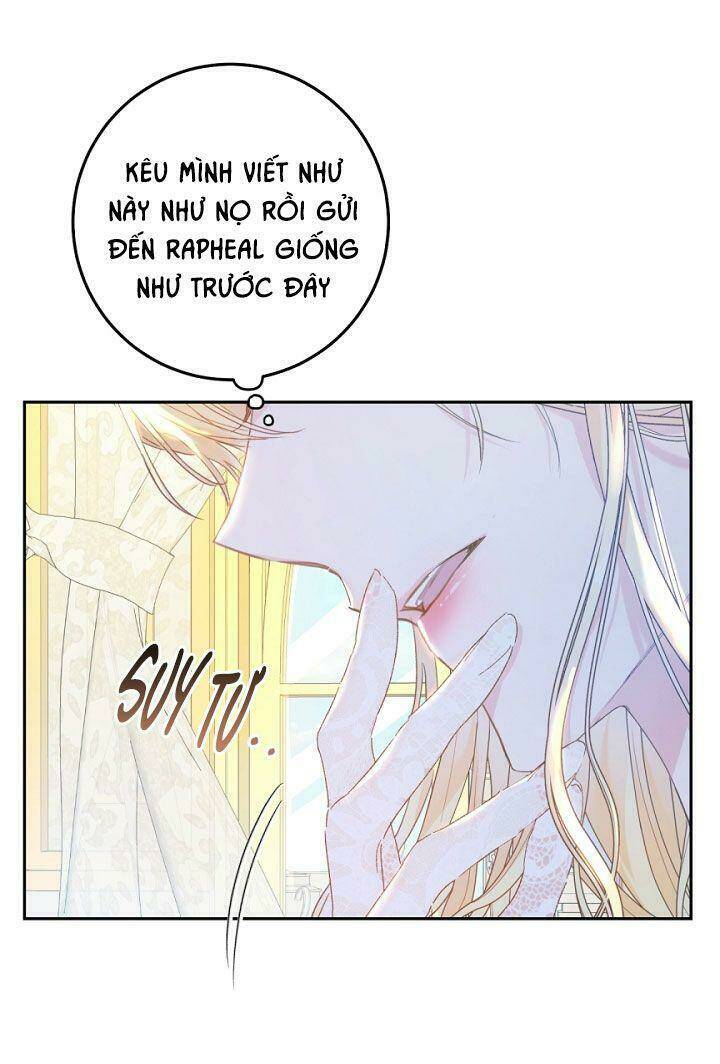 KÊU MÌNH VIẾT NHƯ
NÀY NHƯ NỌ RỒI GỬI
ĐẾN RAPHEAL GIỐNG
NHƯ TRƯỚC ĐÂY
SUY TƯ..